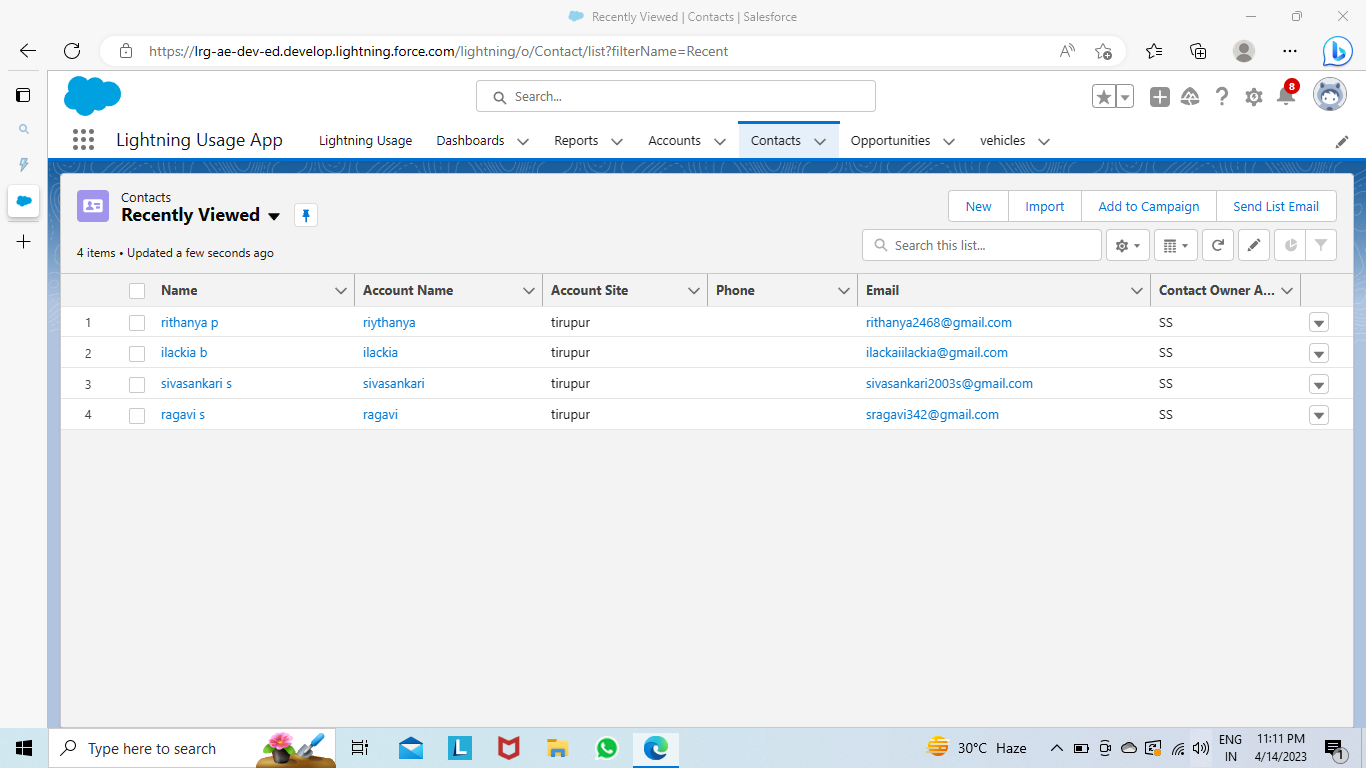 Recently Viewed | Contacts | Salesforce
https://lrg-ae-dev-ed.develop.lightning.force.com/lightning/o/Contact/list?filterName=Recent
Search...
8
Lightning Usage App
Lightning Usage
Dashboards
Reports
Accounts
Contacts
Opportunities
vehicles
Contacts
Recently Viewed
New
Import
Add to Campaign
Send List Email
4 items • Updated a few seconds ago
Search this list...
Name Account Name Account Site Phone Email Contact Owner A...
1 rithanya p riythanya tirupur rithanya2468@gmail.com SS
2 ilackia b ilackia tirupur ilackaiilackia@gmail.com SS
3 sivasankari s sivasankari tirupur sivasankari2003s@gmail.com SS
4 ragavi s ragavi tirupur sragavi342@gmail.com SS
Type here to search
L
30°C Haze
ENG
IN
11:11 PM
4/14/2023
1